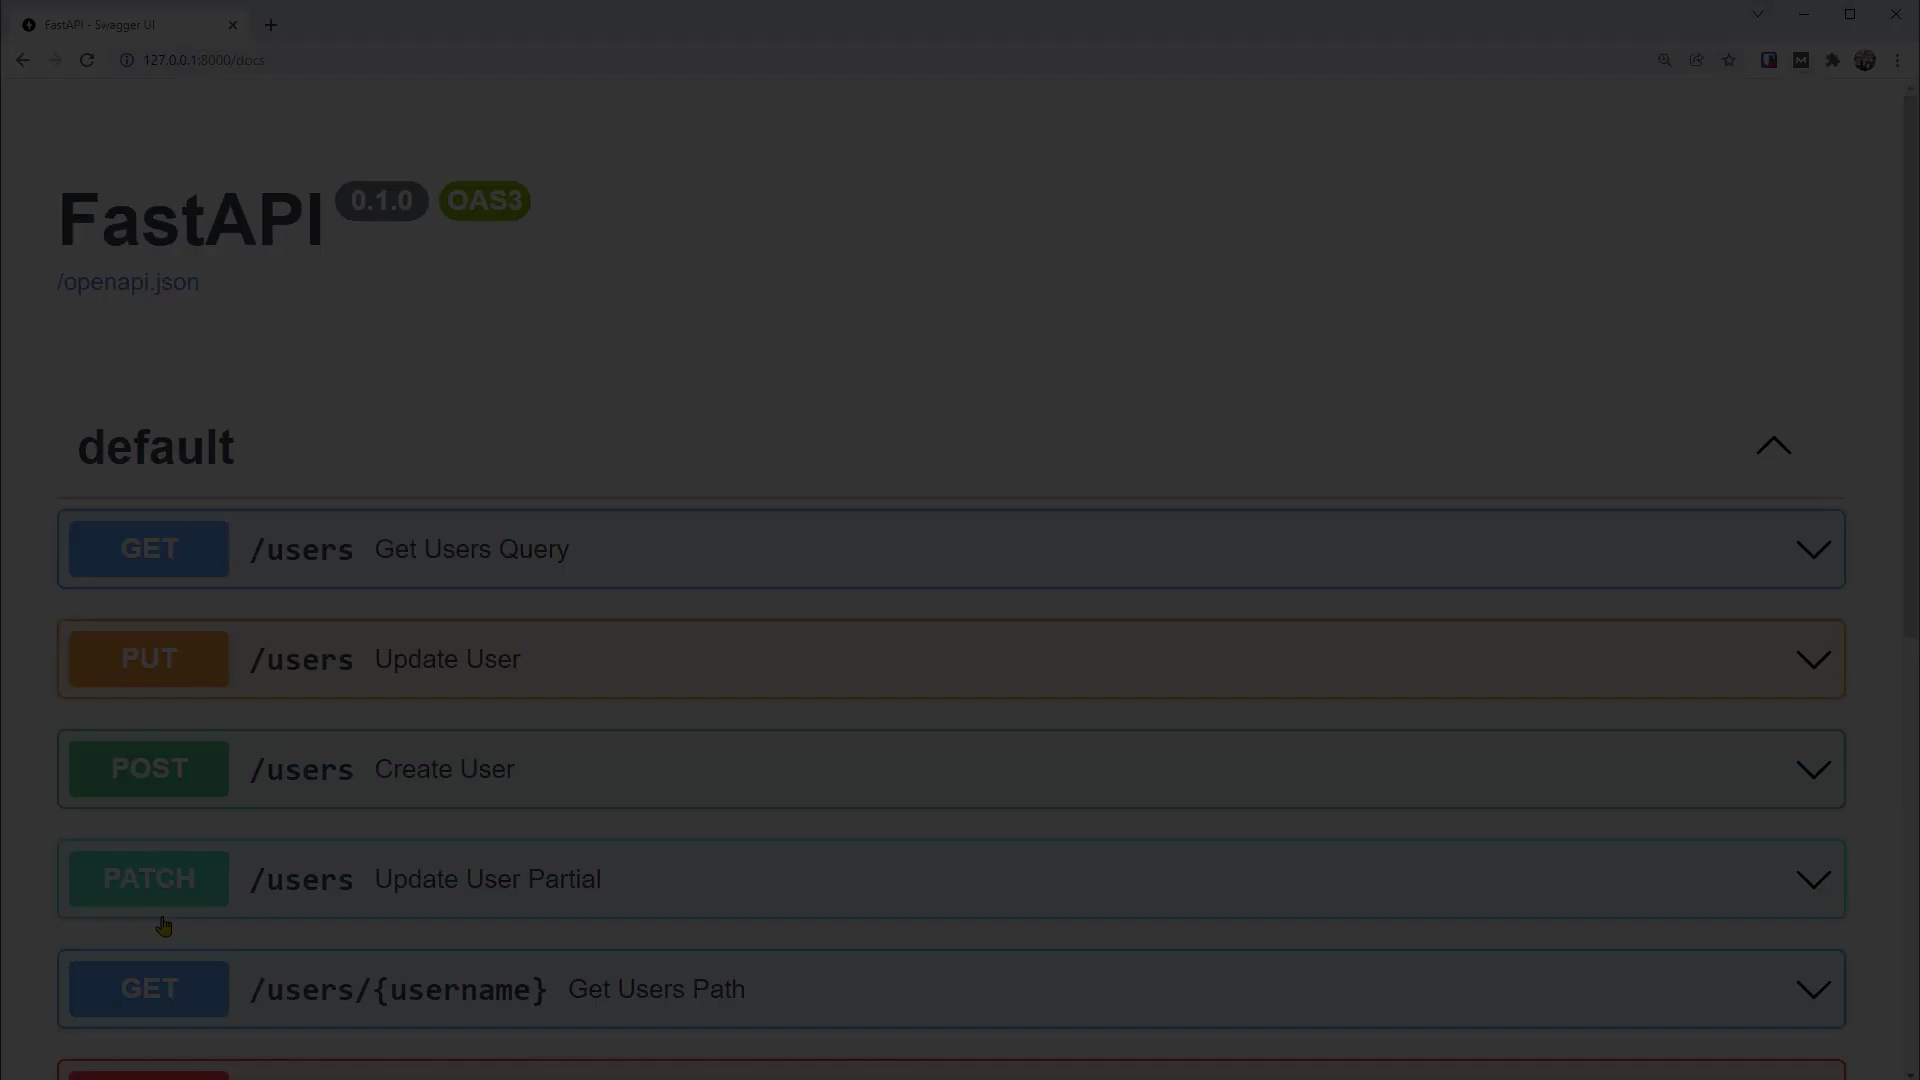 FastAPI - Swagger UI
127.0.0.1:8000/docs
FastAPI 0.1.0 OAS3
/openapi.json
default
GET /users Get Users Query
PUT /users Update User
POST /users Create User
PATCH /users Update User Partial
GET /users/{username} Get Users Path